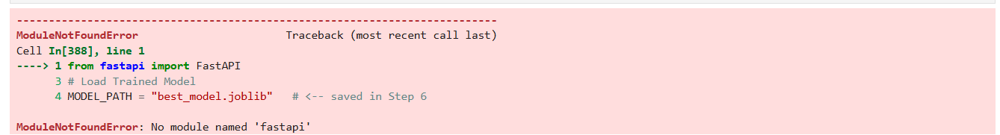 ---------------------------------------------------------------------------
ModuleNotFoundError                       Traceback (most recent call last)
Cell In[388], line 1
----> 1 from fastapi import FastAPI
      3 # Load Trained Model
      4 MODEL_PATH = "best_model.joblib"   # <-- saved in Step 6

ModuleNotFoundError: No module named 'fastapi'